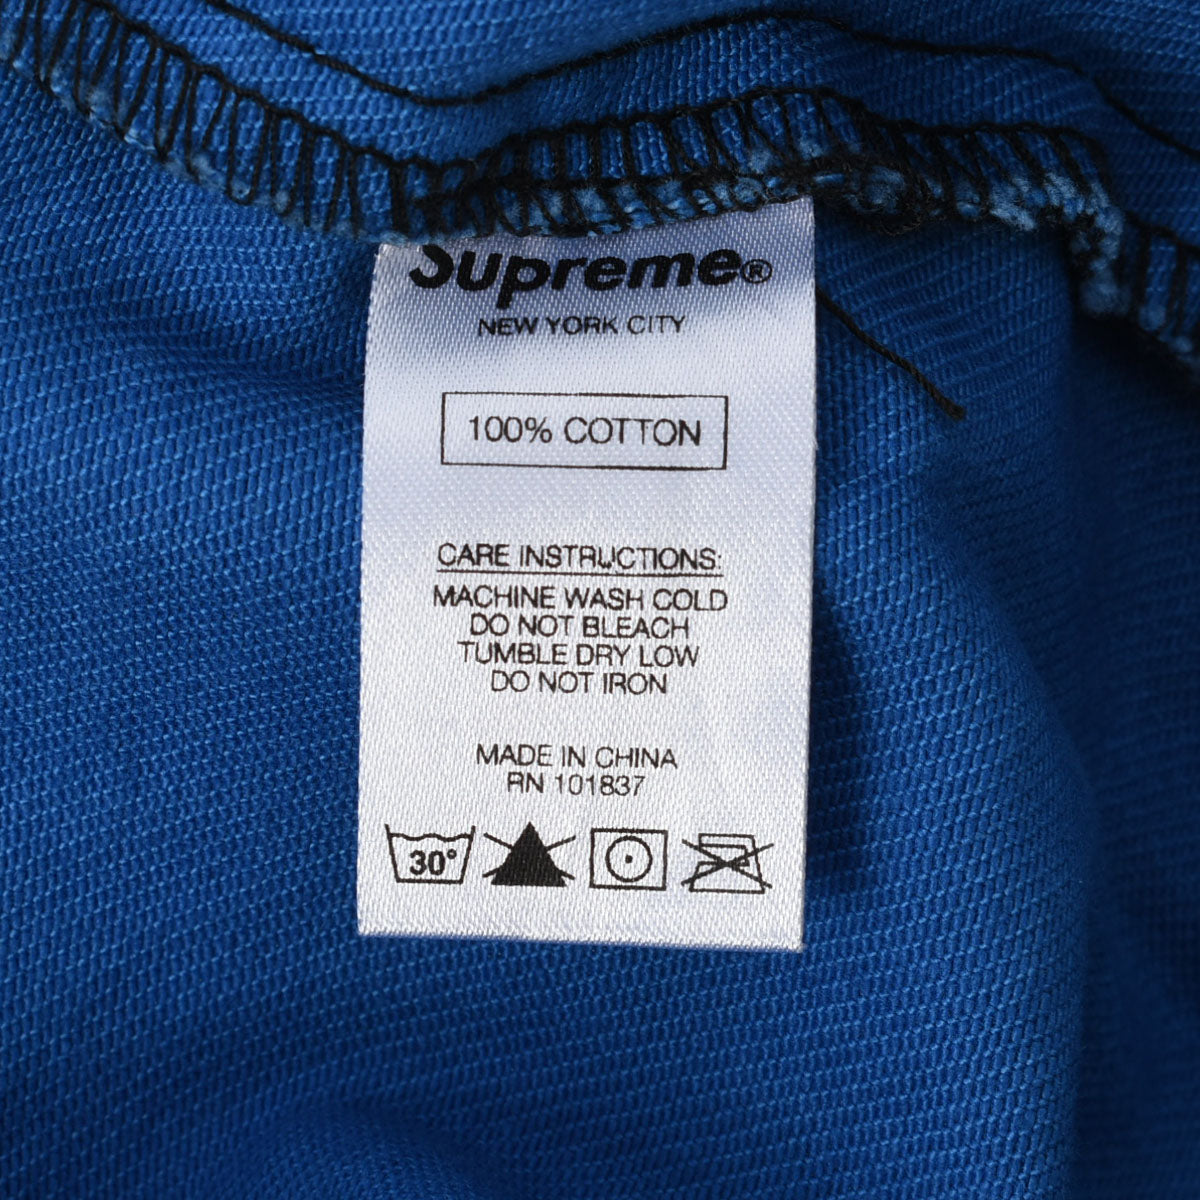 Supreme®
NEW YORK CITY
100% COTTON
CARE INSTRUCTIONS:
MACHINE WASH COLD
DO NOT BLEACH
TUMBLE DRY LOW
DO NOT IRON
MADE IN CHINA
RN 101837
30°